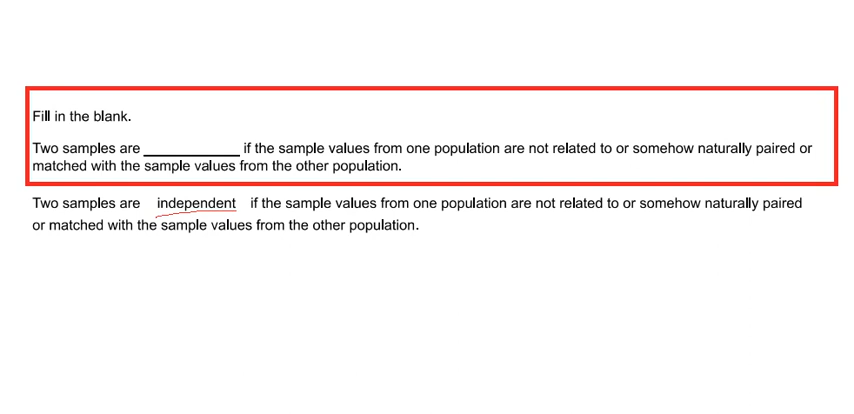 Fill in the blank.
Two samples are ____________ if the sample values from one population are not related to or somehow naturally paired or
matched with the sample values from the other population.
Two samples are independent if the sample values from one population are not related to or somehow naturally paired
or matched with the sample values from the other population.